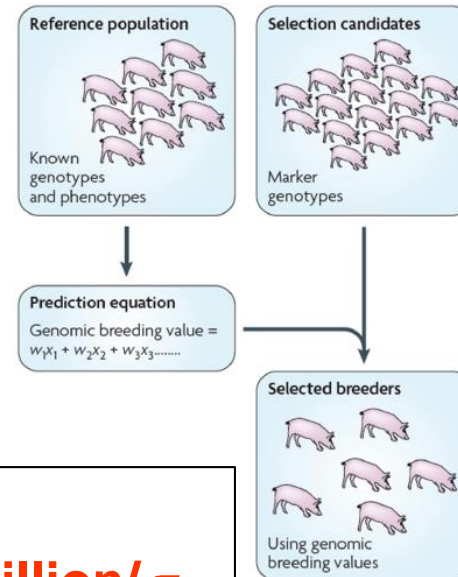 Reference population
Known
genotypes
and phenotypes
Selection candidates
Marker
genotypes
Prediction equation
Genomic breeding value =
w₁x₁ + w₂x₂ + w₃x₃........
Selected breeders
Using genomic
breeding values